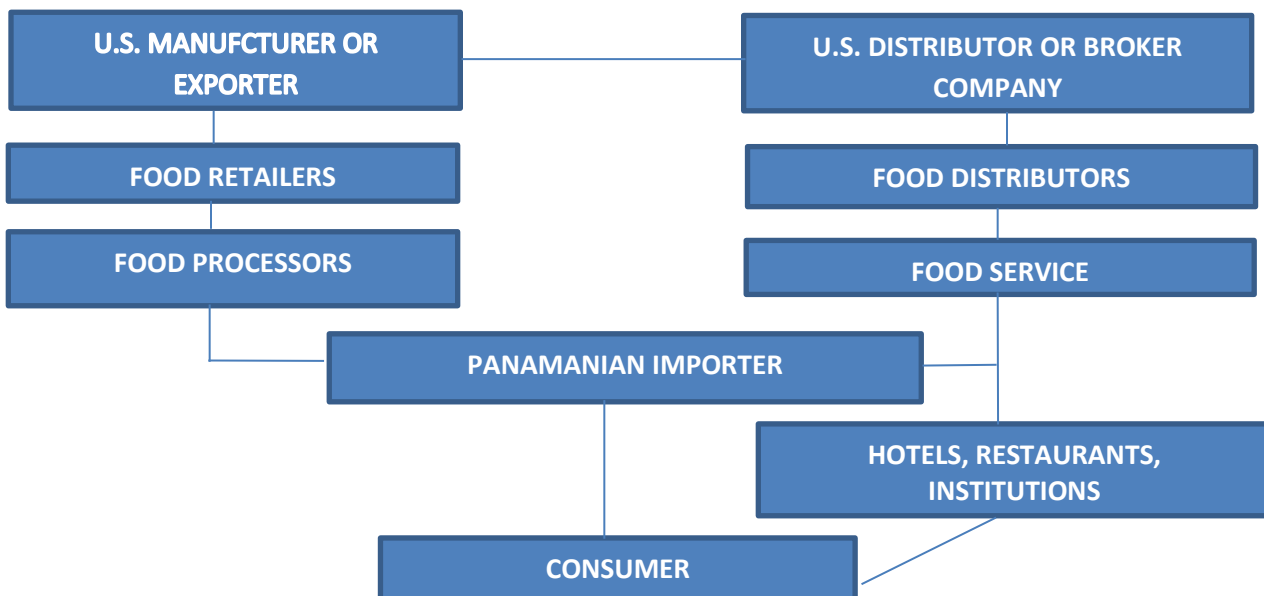 U.S. MANUFCTURER OR
EXPORTER
U.S. DISTRIBUTOR OR BROKER
COMPANY
FOOD RETAILERS
FOOD DISTRIBUTORS
FOOD PROCESSORS
FOOD SERVICE
PANAMANIAN IMPORTER
HOTELS, RESTAURANTS,
INSTITUTIONS
CONSUMER